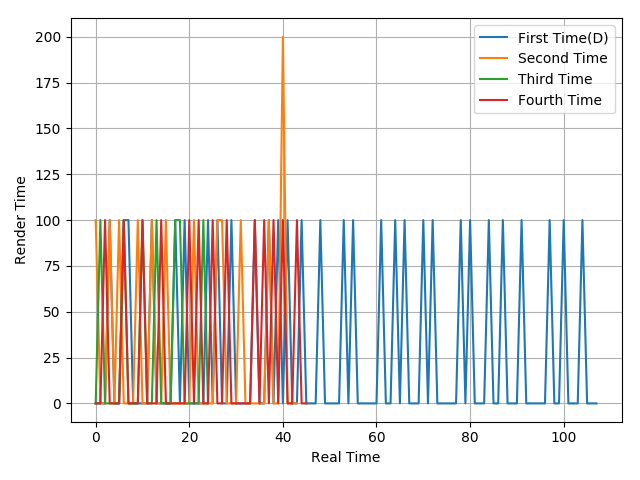 200
175
150
125
100
75
50
25
0
Render Time
0 20 40 60 80 100
Real Time
First Time(D)
Second Time
Third Time
Fourth Time